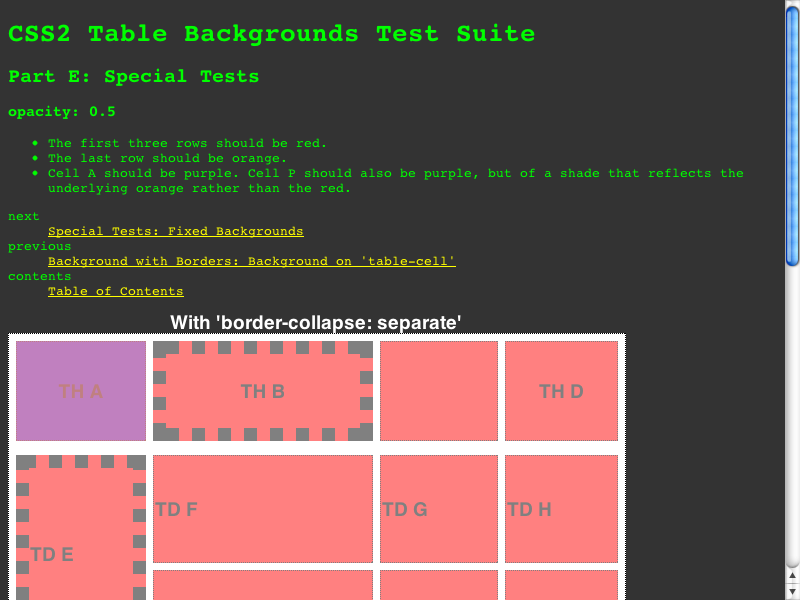 CSS2 Table Backgrounds Test Suite
Part E: Special Tests
opacity: 0.5
• The first three rows should be red.
• The last row should be orange.
• Cell A should be purple. Cell P should also be purple, but of a shade that reflects the
underlying orange rather than the red.
next
Special Tests: Fixed Backgrounds
previous
Background with Borders: Background on 'table-cell'
contents
Table of Contents
With 'border-collapse: separate'
TH A TH B TH D
TD F TD G TD H
TD E